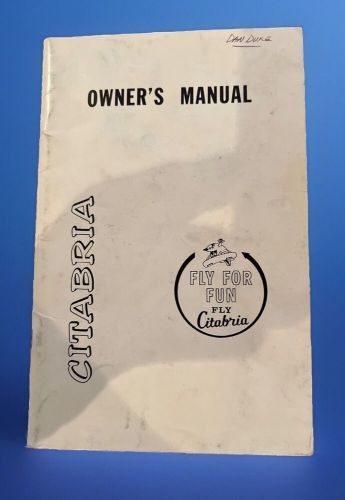 Dan Duke
OWNER'S MANUAL
CITABRIA
FLY FOR
FUN
FLY
Citabria